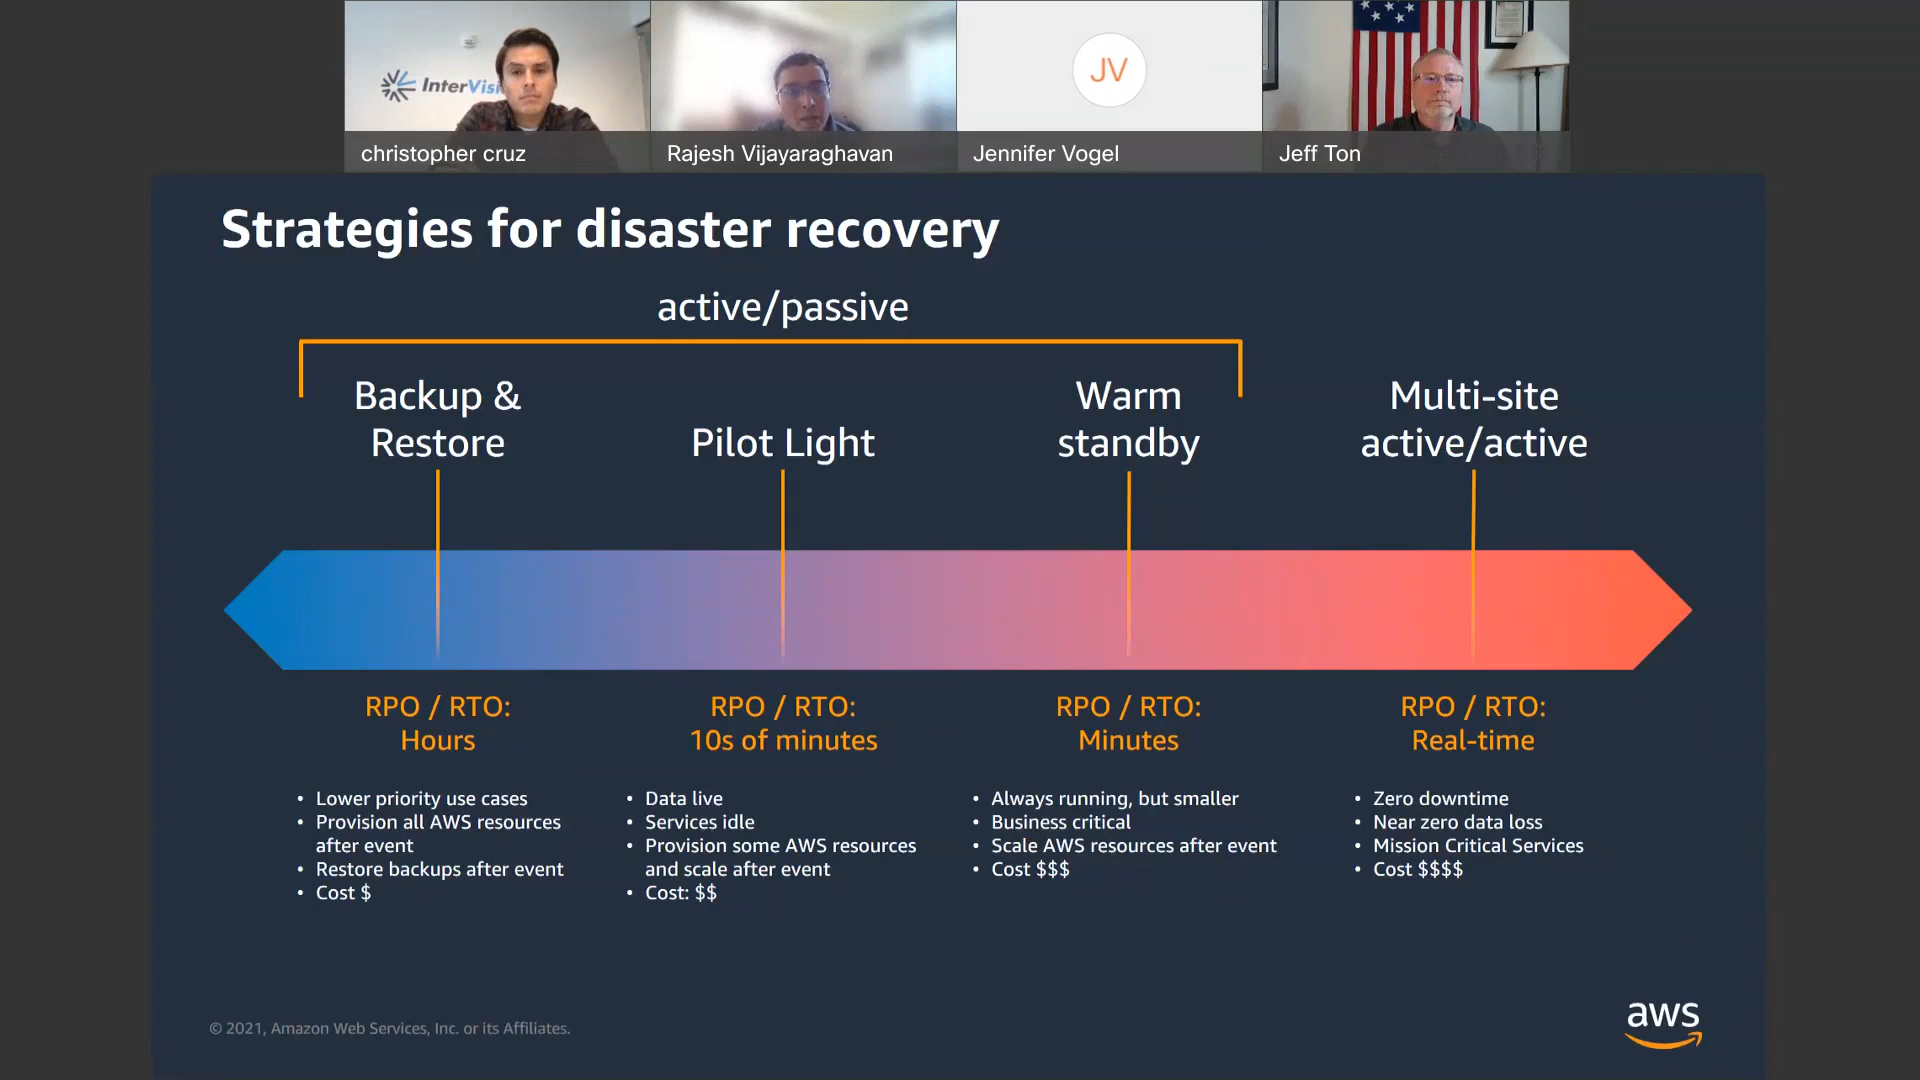 InterVisi
JV
christopher cruz
Rajesh Vijayaraghavan
Jennifer Vogel
Jeff Ton
Strategies for disaster recovery
active/passive
Backup &
Restore
Pilot Light
Warm
standby
Multi-site
active/active
RPO / RTO:
Hours
RPO / RTO:
10s of minutes
RPO / RTO:
Minutes
RPO / RTO:
Real-time
• Lower priority use cases
• Provision all AWS resources
after event
• Restore backups after event
• Cost $
• Data live
• Services idle
• Provision some AWS resources
and scale after event
• Cost: $$
• Always running, but smaller
• Business critical
• Scale AWS resources after event
• Cost $$$
• Zero downtime
• Near zero data loss
• Mission Critical Services
• Cost $$$$
© 2021, Amazon Web Services, Inc. or its Affiliates.
aws